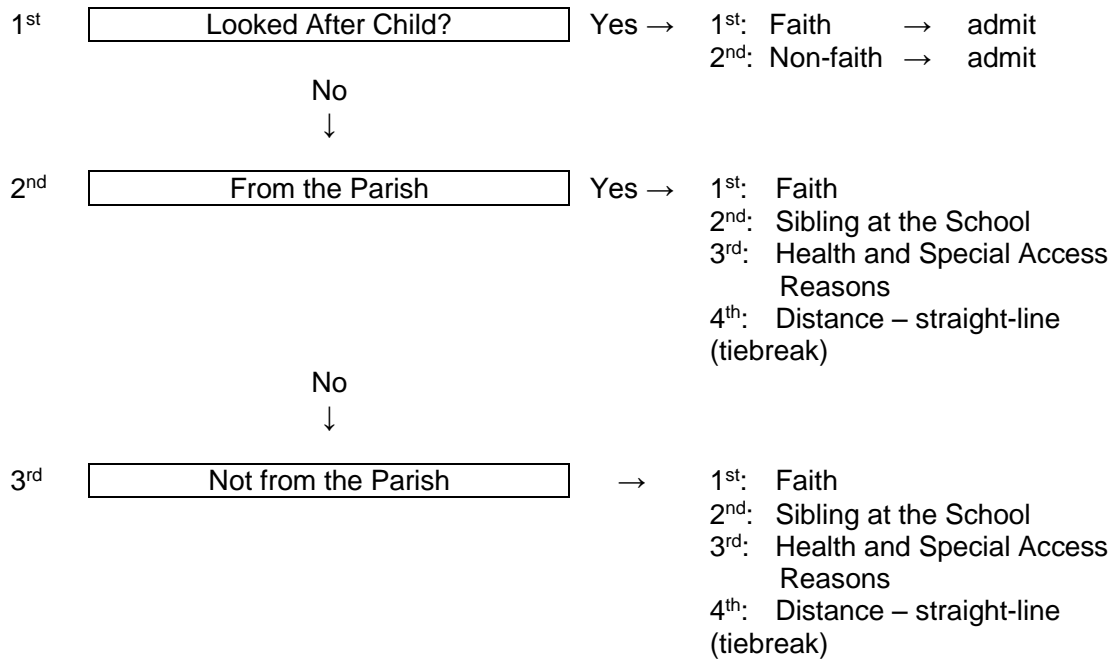 1st Looked After Child? Yes → 1st: Faith → admit
2nd: Non-faith → admit
No
↓
2nd From the Parish Yes → 1st: Faith
2nd: Sibling at the School
3rd: Health and Special Access
Reasons
4th: Distance – straight-line
(tiebreak)
No
↓
3rd Not from the Parish → 1st: Faith
2nd: Sibling at the School
3rd: Health and Special Access
Reasons
4th: Distance – straight-line
(tiebreak)